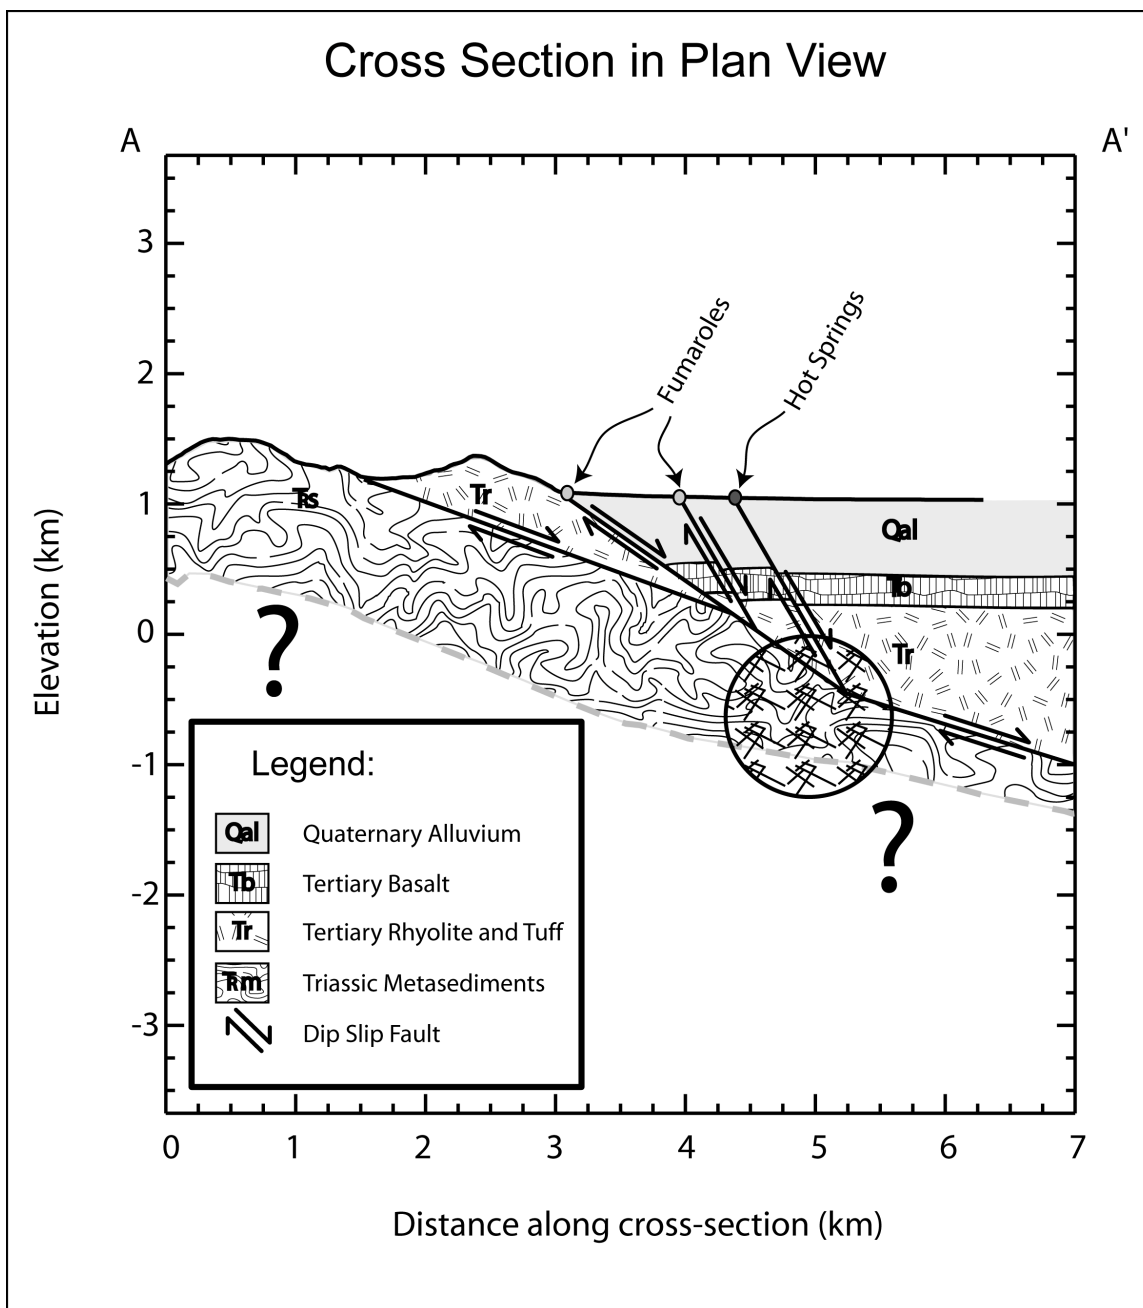 Cross Section in Plan View
A
A'
Fumaroles
Hot Springs
3
2
1
0
-1
-2
-3
Elevation (km)
Ts
Tr
Qal
Tb
Tr
?
?
Legend:
Qal Quaternary Alluvium
Tb Tertiary Basalt
Tr Tertiary Rhyolite and Tuff
Rm Triassic Metasediments
Dip Slip Fault
0 1 2 3 4 5 6 7
Distance along cross-section (km)